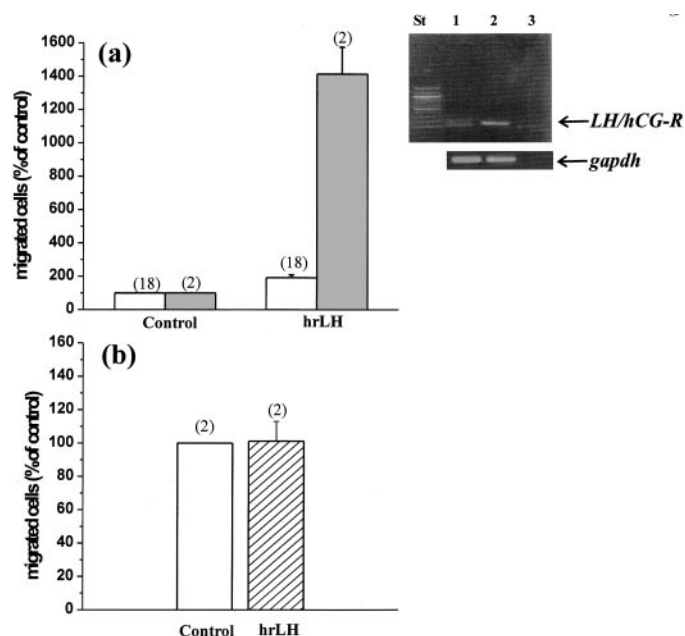 (a)
migrated cells (% of control)
1600
1400
1200
1000
800
600
400
200
0
(18)
(2)
(18)
(2)
Control
hrLH
St 1 2 3
LH/hCG-R
gapdh
(b)
migrated cells (% of control)
160
140
120
100
80
60
40
20
0
(2)
(2)
Control
hrLH